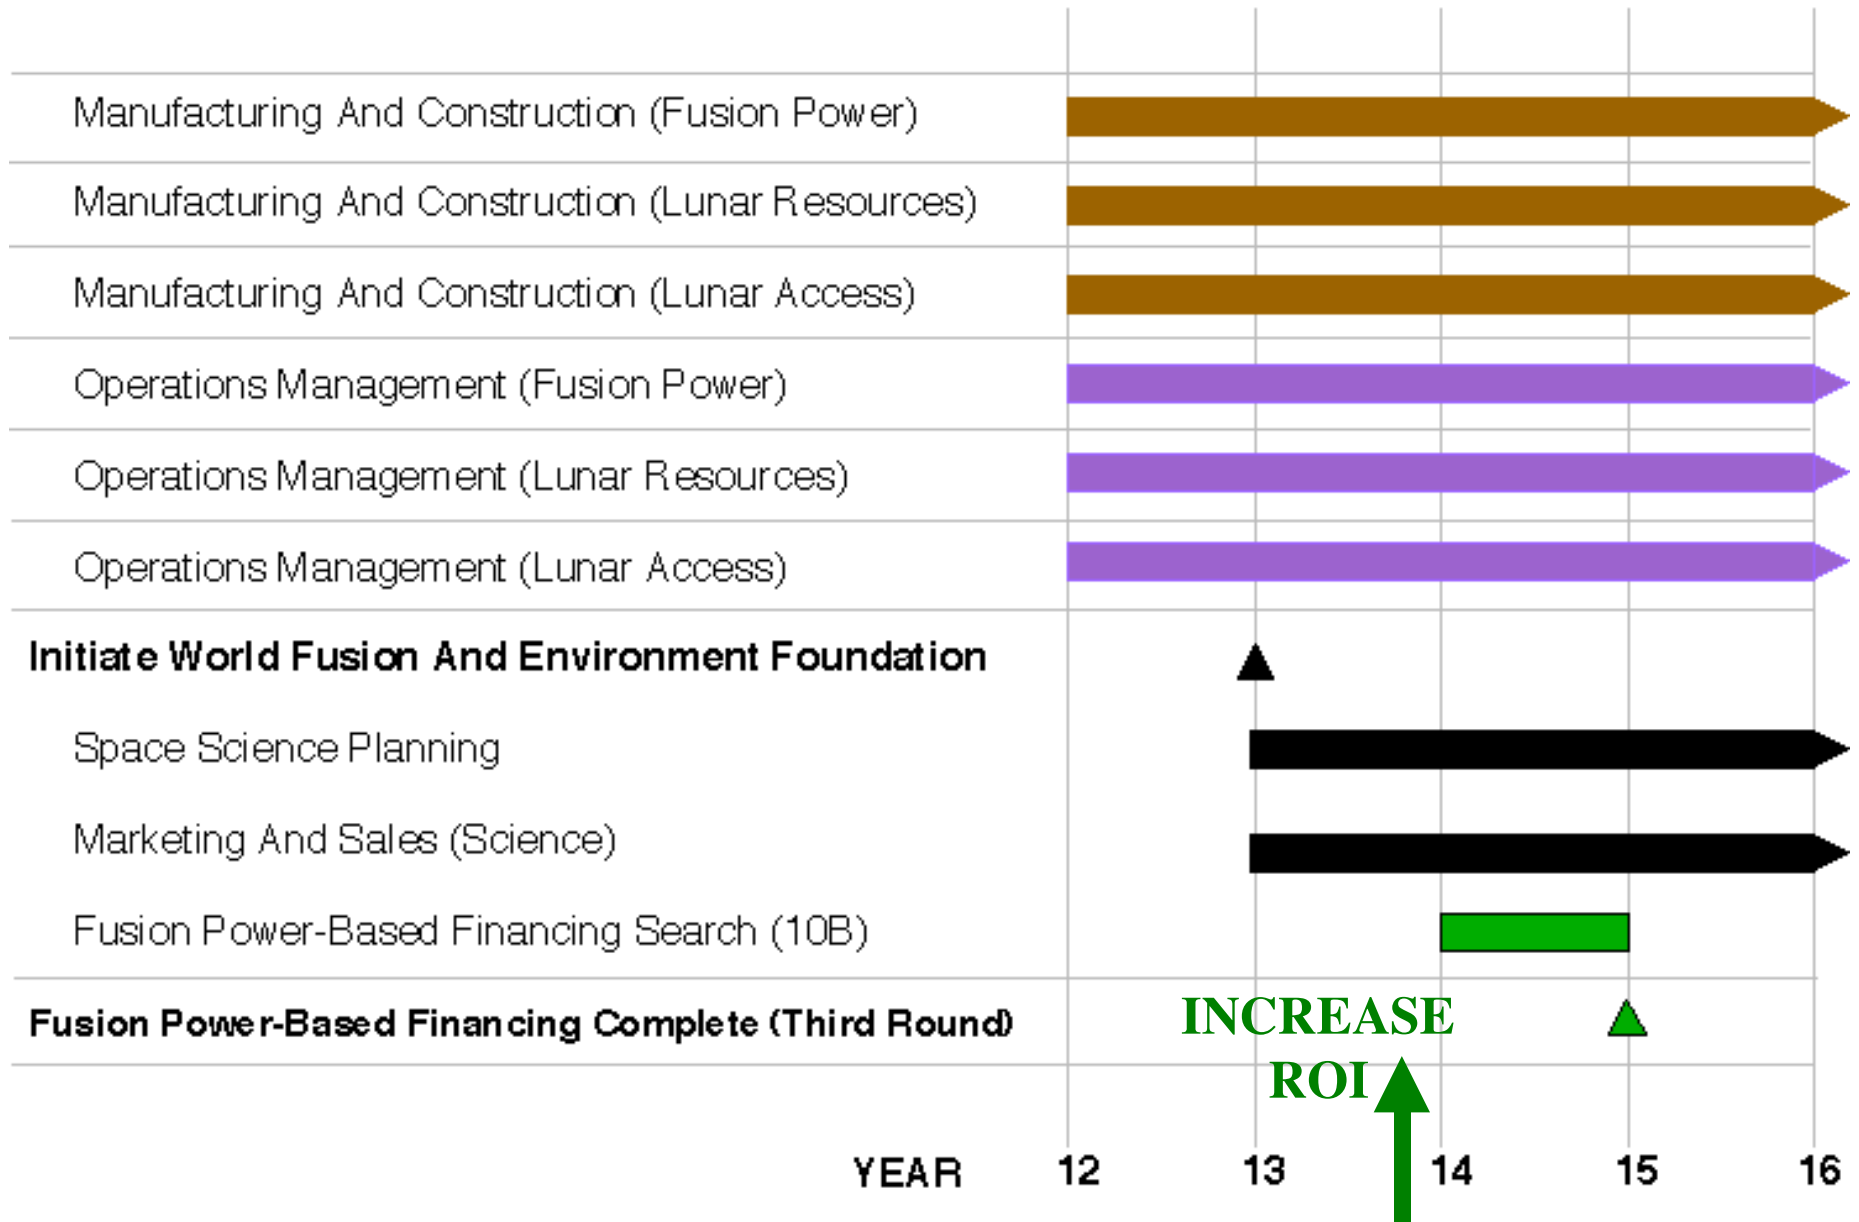 Manufacturing And Construction (Fusion Power)
Manufacturing And Construction (Lunar Resources)
Manufacturing And Construction (Lunar Access)
Operations Management (Fusion Power)
Operations Management (Lunar Resources)
Operations Management (Lunar Access)
Initiate World Fusion And Environment Foundation
Space Science Planning
Marketing And Sales (Science)
Fusion Power-Based Financing Search (10B)
Fusion Power-Based Financing Complete (Third Round)
INCREASE
ROI
YEAR 12 13 14 15 16